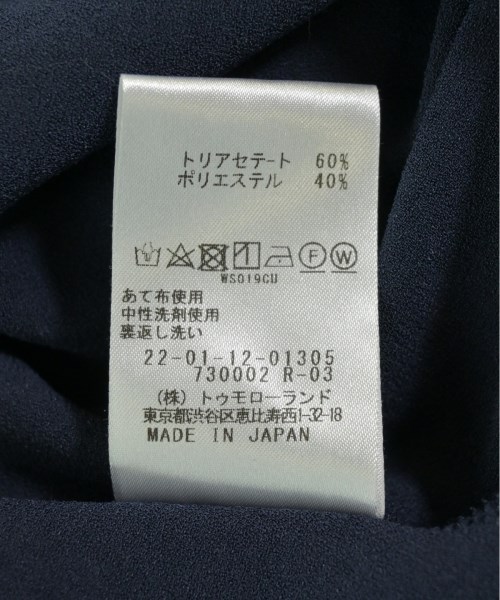 トリアセテート 60%
ポリエステル 40%
F W
WS019CU
あて布使用
中性洗剤使用
裏返し洗い
22-01-12-01305
730002 R-03
(株)トゥモローランド
東京都渋谷区恵比寿西1-32-18
MADE IN JAPAN